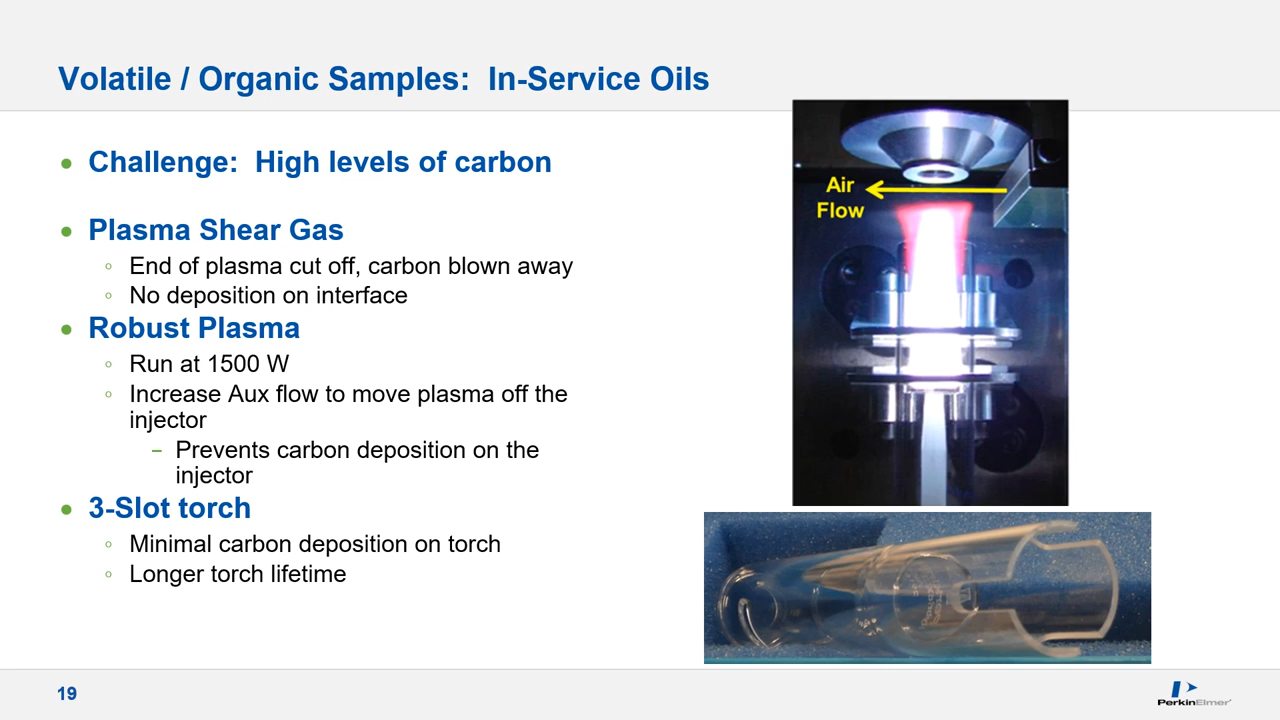 Volatile / Organic Samples:  In-Service Oils
• Challenge:  High levels of carbon
• Plasma Shear Gas
◦ End of plasma cut off, carbon blown away
◦ No deposition on interface
• Robust Plasma
◦ Run at 1500 W
◦ Increase Aux flow to move plasma off the
injector
– Prevents carbon deposition on the
injector
• 3-Slot torch
◦ Minimal carbon deposition on torch
◦ Longer torch lifetime
Air
Flow
19
PerkinElmer